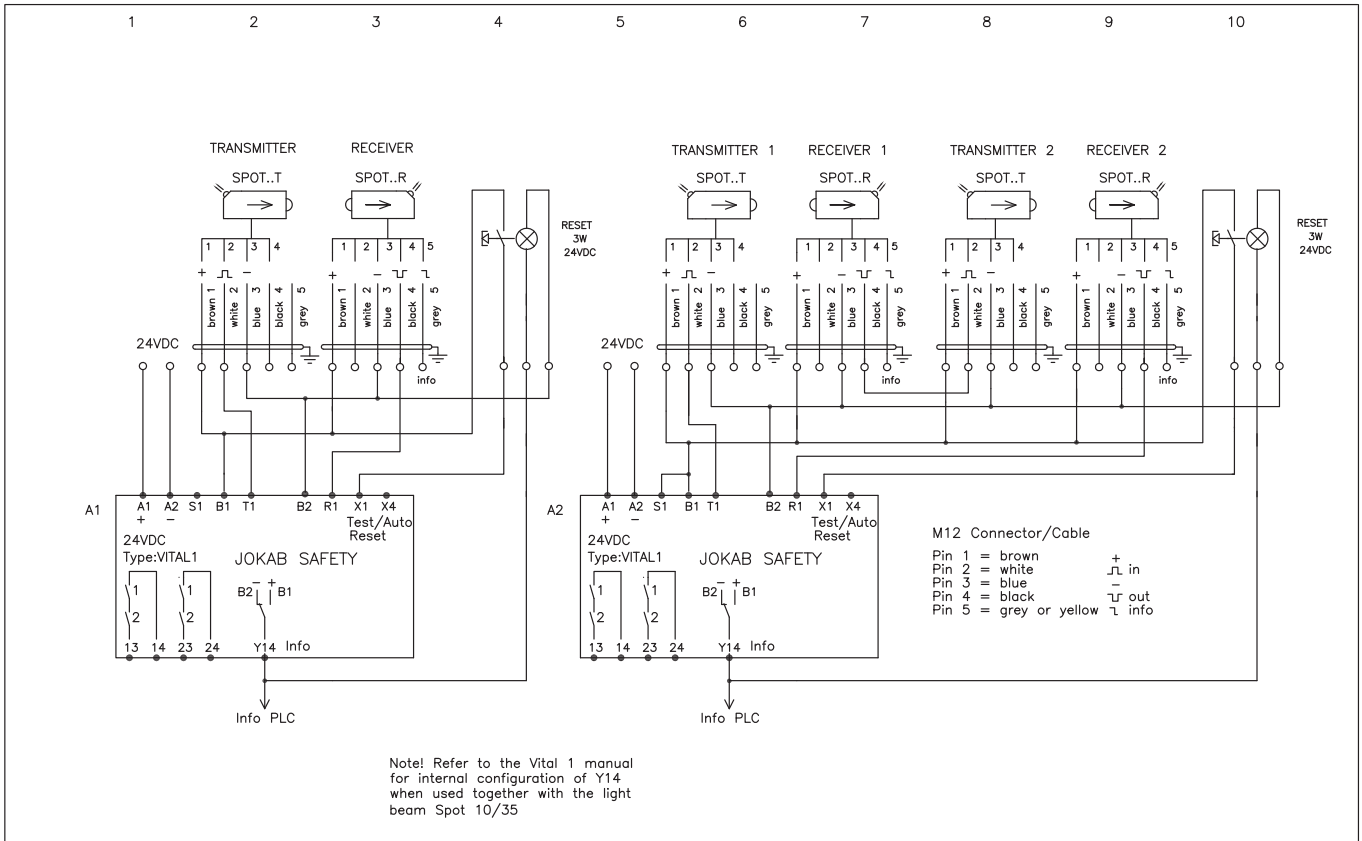 1 2 3 4 5 6 7 8 9 10
TRANSMITTER RECEIVER TRANSMITTER 1 RECEIVER 1 TRANSMITTER 2 RECEIVER 2
SPOT..T SPOT..R SPOT..T SPOT..R SPOT..T SPOT..R
RESET
3W
24VDC
RESET
3W
24VDC
1 2 3 4 1 2 3 4 5 1 2 3 4 1 2 3 4 5 1 2 3 4 1 2 3 4 5
+ − + − + − + − + − + −
brown 1 white 2 blue 3 black 4 grey 5
brown 1 white 2 blue 3 black 4 grey 5
brown 1 white 2 blue 3 black 4 grey 5
brown 1 white 2 blue 3 black 4 grey 5
brown 1 white 2 blue 3 black 4 grey 5
brown 1 white 2 blue 3 black 4 grey 5
24VDC 24VDC
info info info
A1
A1 A2 S1 B1 T1 B2 R1 X1 X4
+ − Test/Auto
Reset
24VDC
Type:VITAL1 JOKAB SAFETY
− +
B2 B1
1 1
2 2
13 14 23 24 Y14 Info
Info PLC
A2
A1 A2 S1 B1 T1 B2 R1 X1 X4
+ − Test/Auto
Reset
24VDC
Type:VITAL1 JOKAB SAFETY
− +
B2 B1
1 1
2 2
13 14 23 24 Y14 Info
Info PLC
M12 Connector/Cable
Pin 1 = brown +
Pin 2 = white in
Pin 3 = blue −
Pin 4 = black out
Pin 5 = grey or yellow info
Note! Refer to the Vital 1 manual
for internal configuration of Y14
when used together with the light
beam Spot 10/35